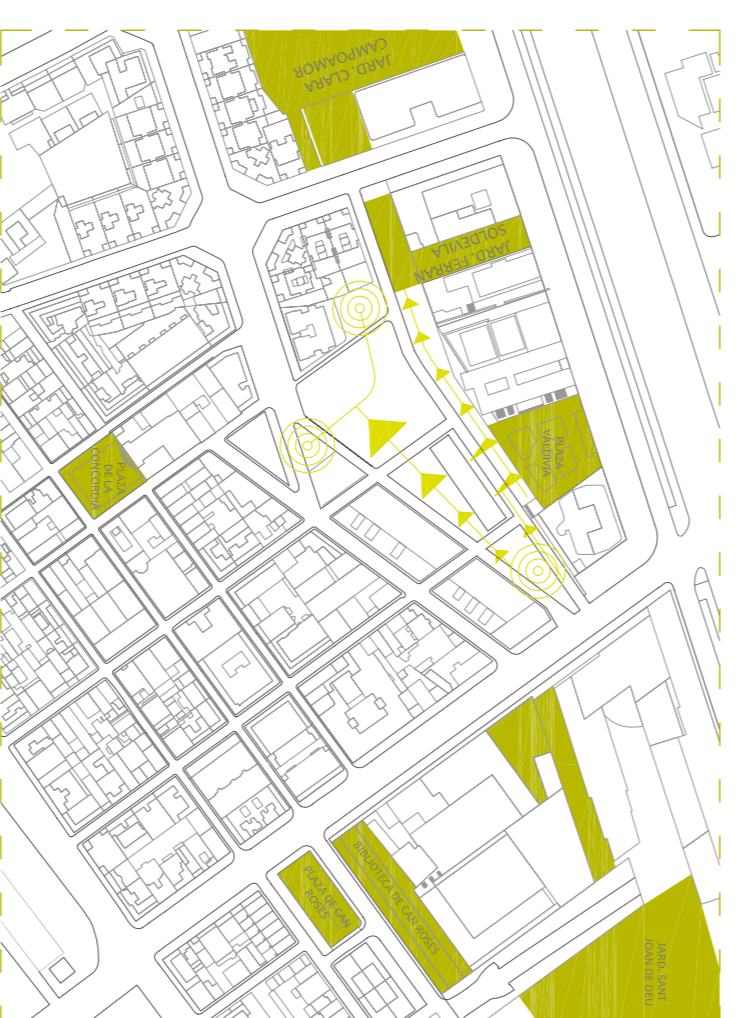 JARD. CLARA
CAMPOAMOR
JARD. FERRAN
SOLDEVILA
PLAZA
VALDIVIA
PLAZA
DE LA
CONCORDIA
PLAZA DE CAN
ROSES
BIBLIOTECA DE CAN ROSES
JARD. SANT
JOAN DE DEU